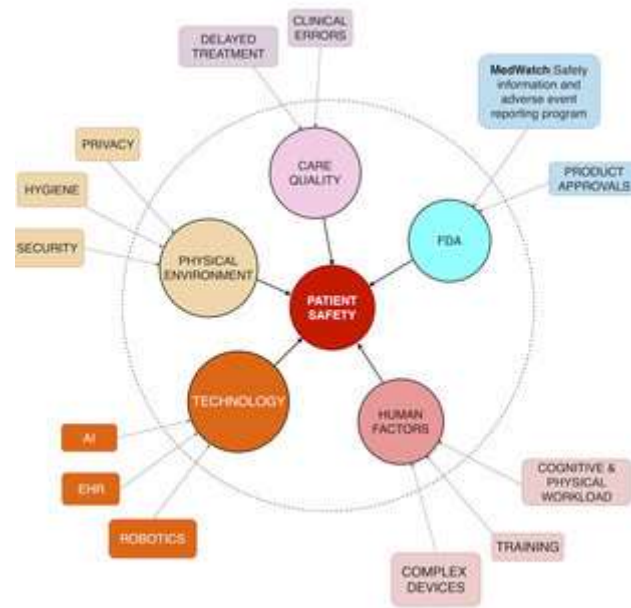 CLINICAL
ERRORS
DELAYED
TREATMENT
MedWatch Safety
information and
adverse event
reporting program
PRIVACY
CARE
QUALITY
PRODUCT
APPROVALS
HYGIENE
FDA
SECURITY
PHYSICAL
ENVIRONMENT
PATIENT
SAFETY
TECHNOLOGY
HUMAN
FACTORS
AI
EHR
ROBOTICS
COGNITIVE &
PHYSICAL
WORKLOAD
TRAINING
COMPLEX
DEVICES